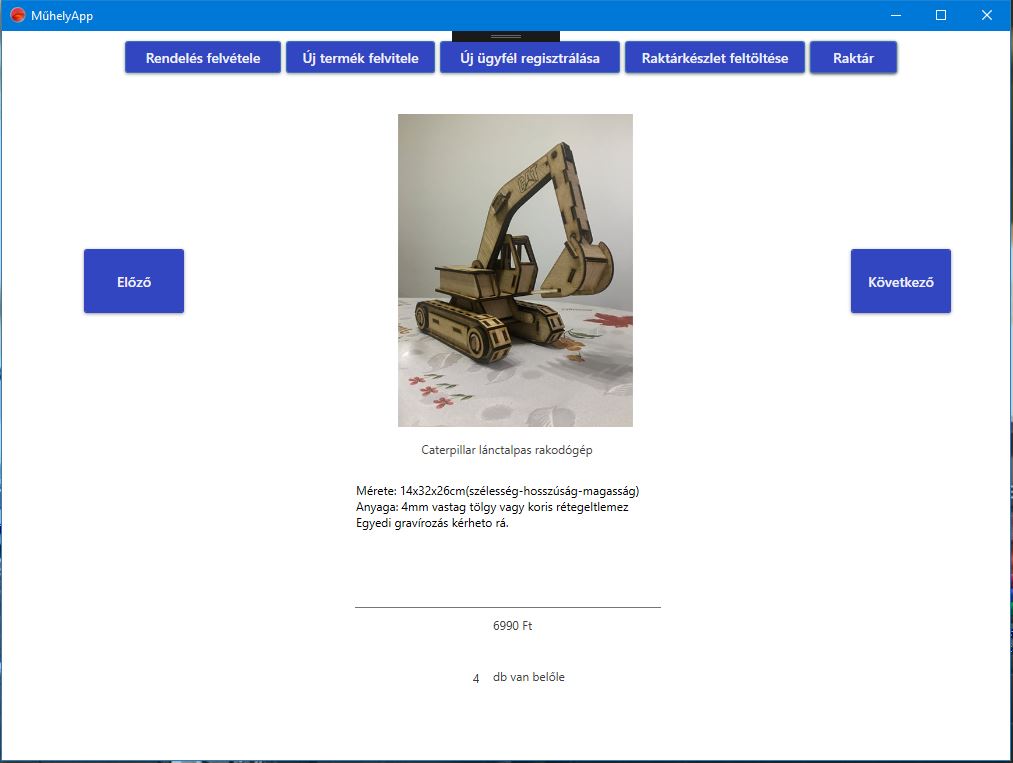 MűhelyApp
Rendelés felvétele
Új termék felvitele
Új ügyfél regisztrálása
Raktárkészlet feltöltése
Raktár
CAT
Előző
Következő
Caterpillar lánctalpas rakodógép
Mérete: 14x32x26cm(szélesség-hosszúság-magasság)
Anyaga: 4mm vastag tölgy vagy koris rétegeltlemez
Egyedi gravírozás kérheto rá.
6990 Ft
4 db van belőle